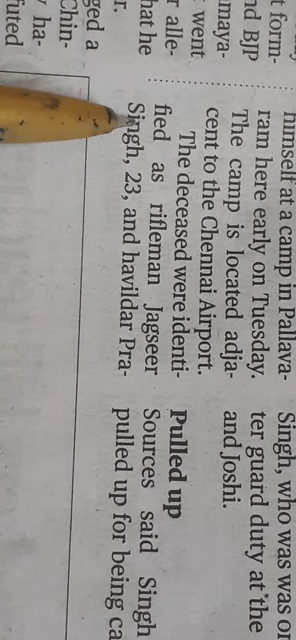 t form-
nd BJP
maya-
went
r alle-
hat he
r.
ged a
Chin-
y ha-
futed
himself at a camp in Pallava-
ram here early on Tuesday.
The camp is located adja-
cent to the Chennai Airport.
The deceased were identi-
fied as rifleman Jagseer
Singh, 23, and havildar Pra-
Singh, who was was o
ter guard duty at the
and Joshi.
Pulled up
Sources said Singh
pulled up for being ca